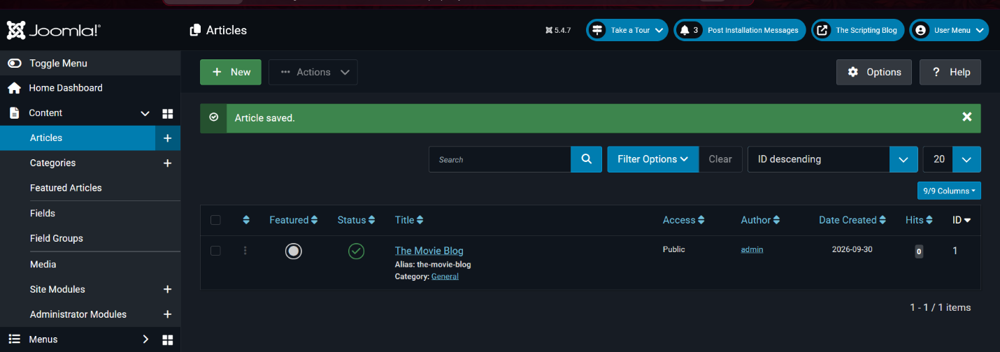 Joomla!®
Articles
5.4.7
Take a Tour
3 Post Installation Messages
The Scripting Blog
User Menu
Toggle Menu
Home Dashboard
Content
Articles
Categories
Featured Articles
Fields
Field Groups
Media
Site Modules
Administrator Modules
Menus
New
Actions
Options
? Help
Article saved.
Search
Filter Options
Clear
ID descending
20
9/9 Columns
Featured Status Title Access Author Date Created Hits ID
The Movie Blog Public admin 2026-09-30 0 1
Alias: the-movie-blog
Category: General
1 - 1 / 1 items